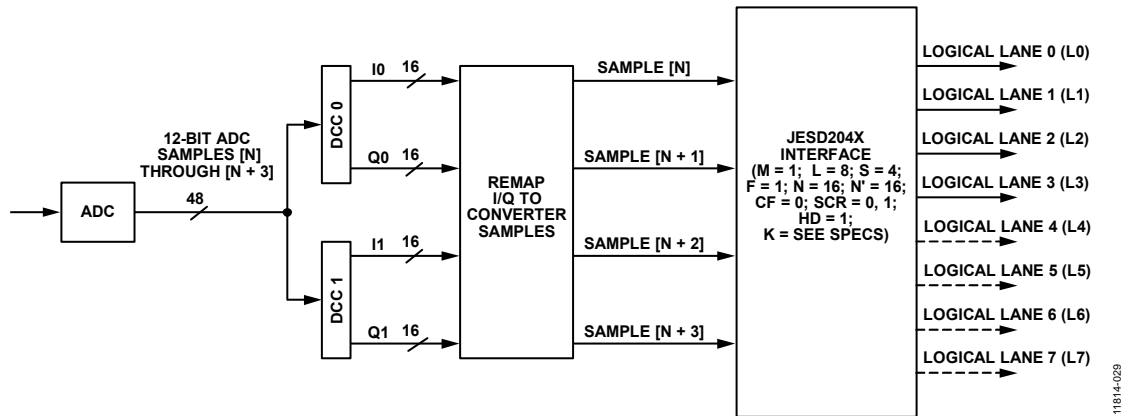 ADC
12-BIT ADC
SAMPLES [N]
THROUGH [N + 3]
48
DCC 0
DCC 1
I0
16
Q0
16
I1
16
Q1
16
REMAP
I/Q TO
CONVERTER
SAMPLES
SAMPLE [N]
SAMPLE [N + 1]
SAMPLE [N + 2]
SAMPLE [N + 3]
JESD204X
INTERFACE
(M = 1; L = 8; S = 4;
F = 1; N = 16; N' = 16;
CF = 0; SCR = 0, 1;
HD = 1;
K = SEE SPECS)
LOGICAL LANE 0 (L0)
LOGICAL LANE 1 (L1)
LOGICAL LANE 2 (L2)
LOGICAL LANE 3 (L3)
LOGICAL LANE 4 (L4)
LOGICAL LANE 5 (L5)
LOGICAL LANE 6 (L6)
LOGICAL LANE 7 (L7)
11814-029